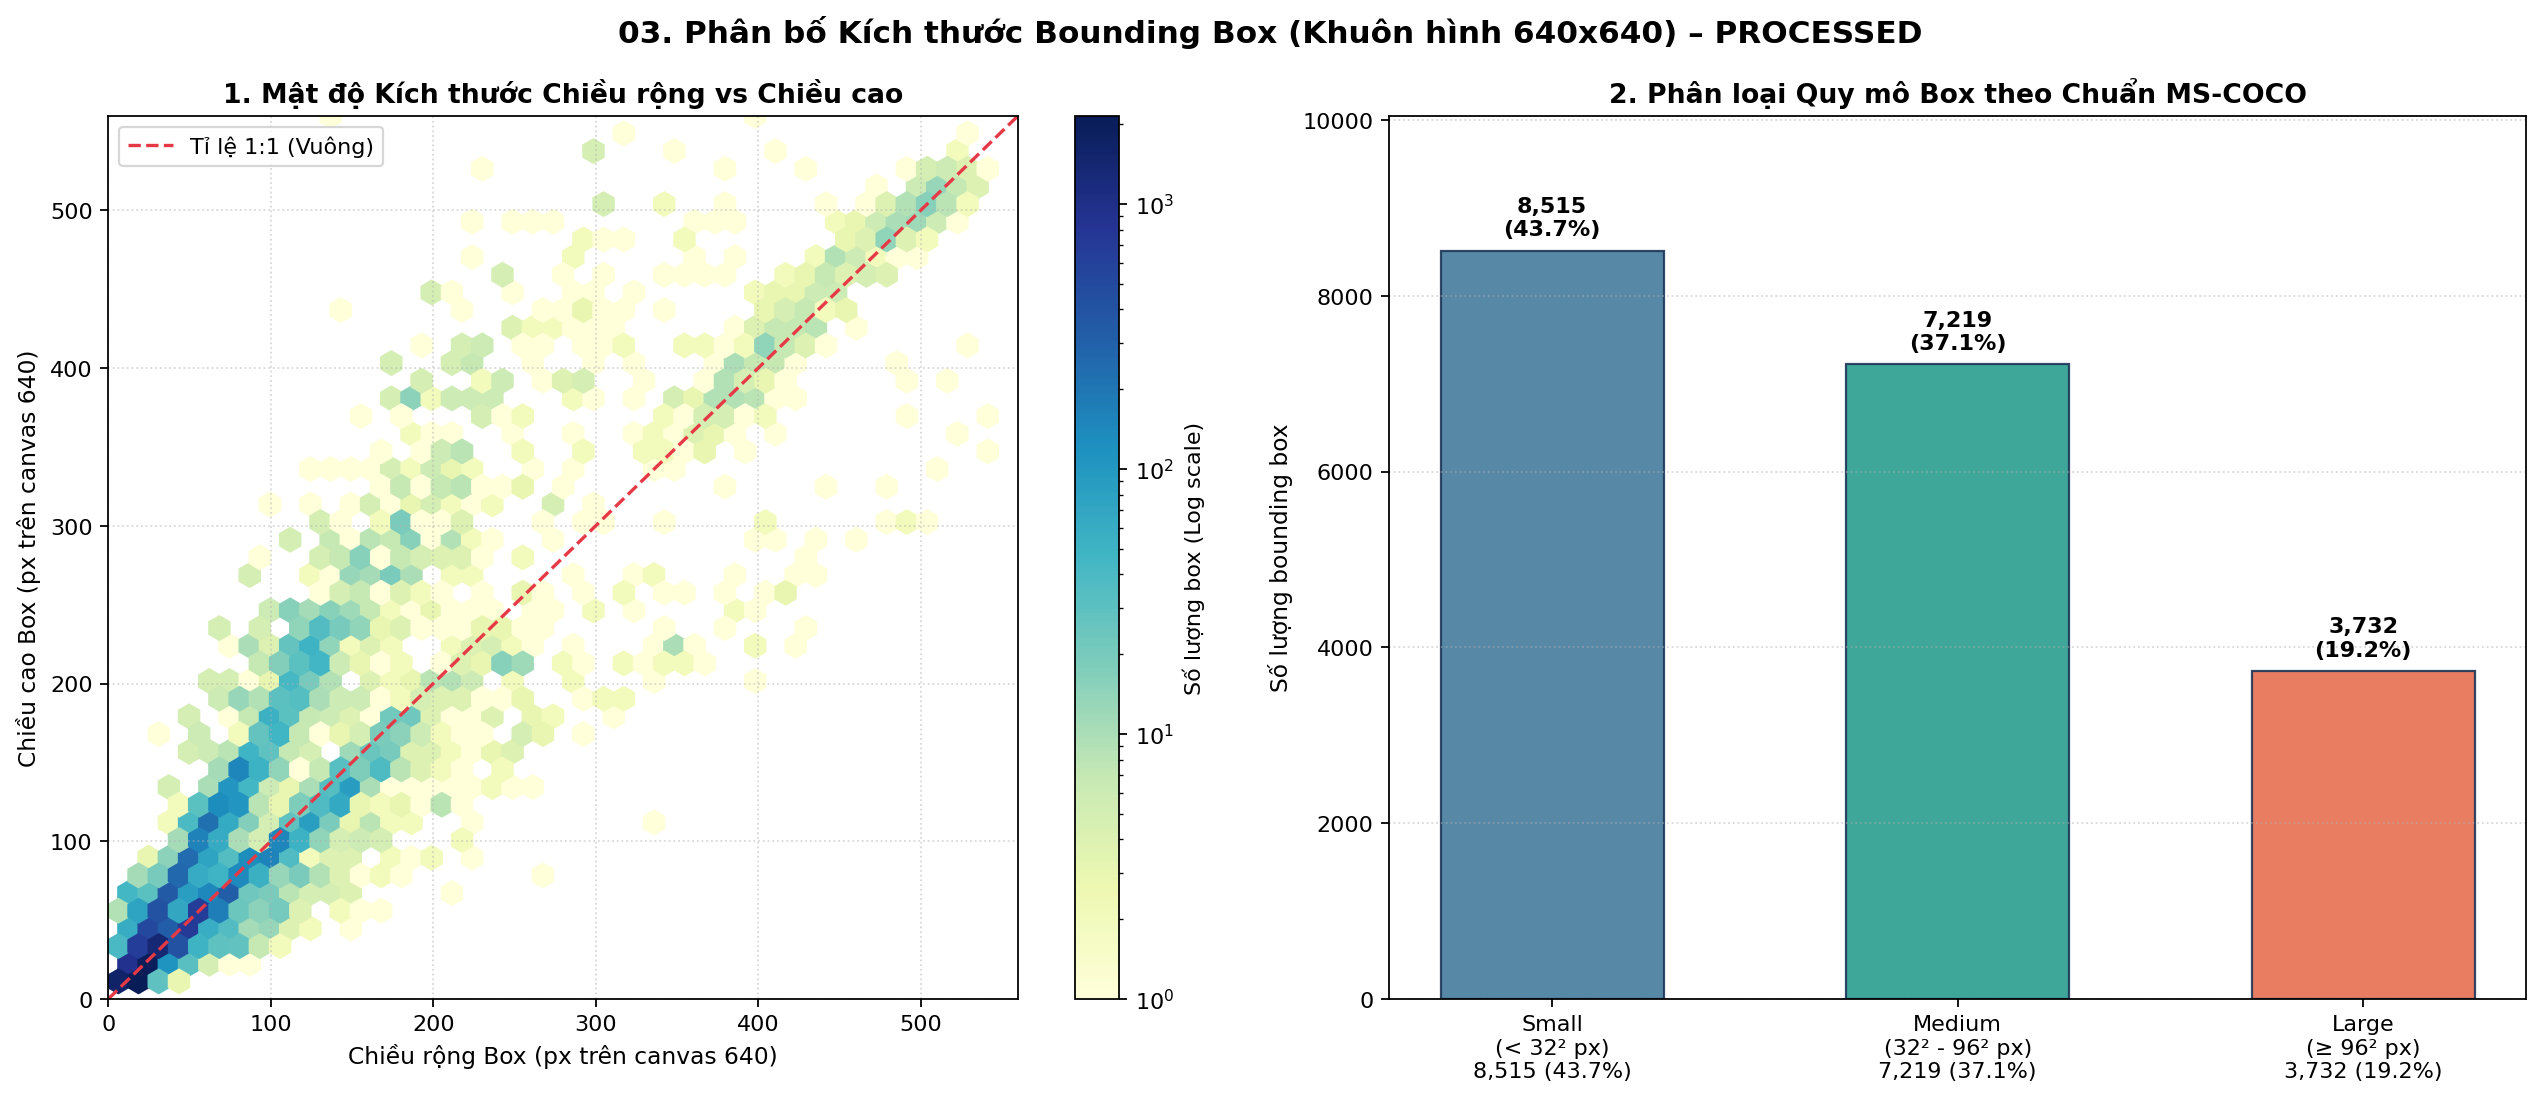 03. Phân bố Kích thước Bounding Box (Khuôn hình 640x640) – PROCESSED
1. Mật độ Kích thước Chiều rộng vs Chiều cao
Tỉ lệ 1:1 (Vuông)
Chiều cao Box (px trên canvas 640)
500
400
300
200
100
0
0 100 200 300 400 500
Chiều rộng Box (px trên canvas 640)
10³
10²
10¹
10⁰
Số lượng box (Log scale)
2. Phân loại Quy mô Box theo Chuẩn MS-COCO
Số lượng bounding box
10000
8000
6000
4000
2000
0
8,515
(43.7%)
7,219
(37.1%)
3,732
(19.2%)
Small
(< 32² px)
8,515 (43.7%)
Medium
(32² - 96² px)
7,219 (37.1%)
Large
(≥ 96² px)
3,732 (19.2%)